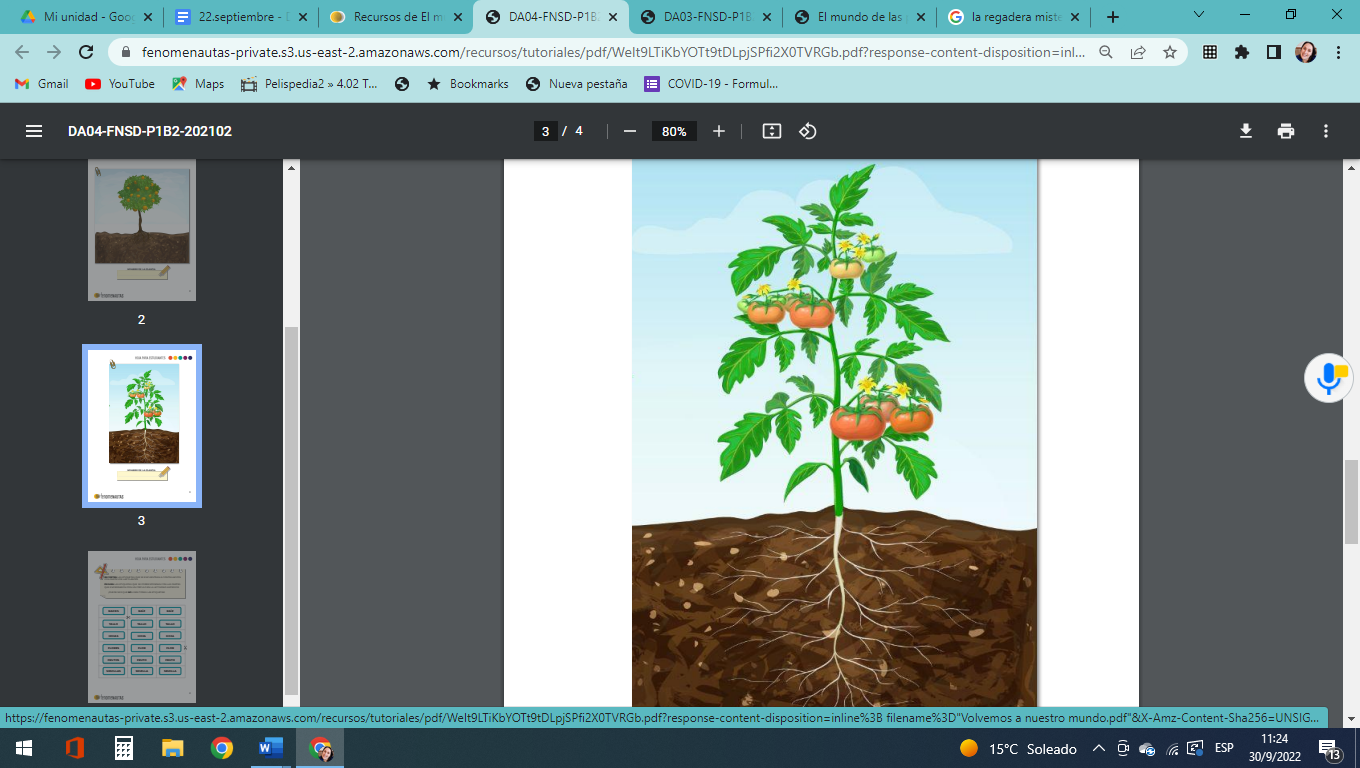 Mi unidad - Goo
22.septiembre - D
Recursos de El m
DA04-FNSD-P1B
DA03-FNSD-P1B
El mundo de las
la regadera mist
fenomenautas-private.s3.us-east-2.amazonaws.com/recursos/tutoriales/pdf/Welt9LTiKbYOTt9tDLpjSPfi2X0TVRGb.pdf?response-content-disposition=inl...
Gmail
YouTube
Maps
Pelispedia2 » 4.02 T...
Bookmarks
Nueva pestaña
COVID-19 - Formul...
DA04-FNSD-P1B2-202102
3 / 4
80%
2
3
https://fenomenautas-private.s3.us-east-2.amazonaws.com/recursos/tutoriales/pdf/Welt9LTiKbYOTt9tDLpjSPfi2X0TVRGb.pdf?response-content-disposition=inline%3B filename%3D"Volvemos a nuestro mundo.pdf"&X-Amz-Content-Sha256=UNSIG...
15°C Soleado
ESP
11:24
30/9/2022
13